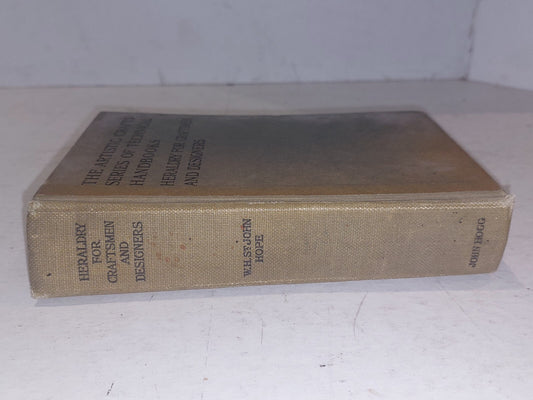 THE ARTISTIC CRAFTS
SERIES OF TECHNICAL
HANDBOOKS
HERALDRY FOR CRAFTSMEN
AND DESIGNERS
HERALDRY
FOR
CRAFTSMEN
AND
DESIGNERS
W.H. ST JOHN
HOPE
JOHN HOGG